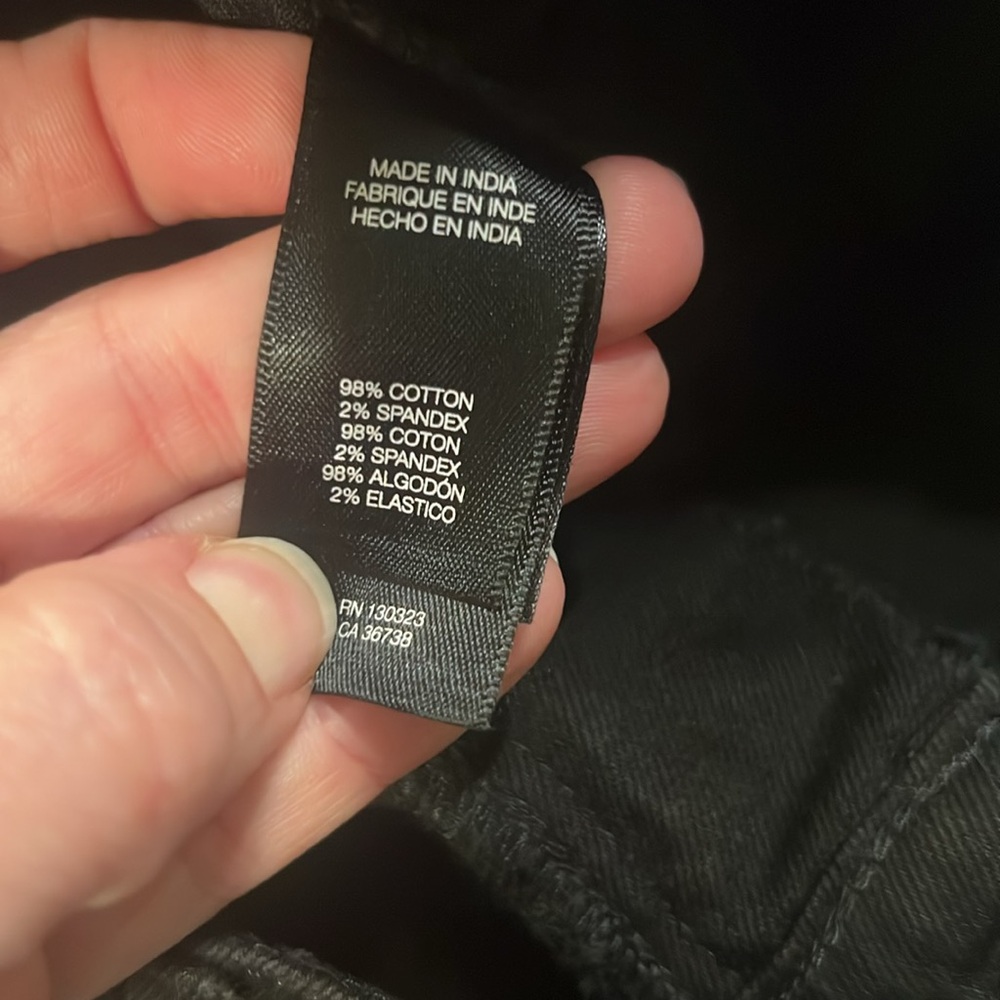 MADE IN INDIA
FABRIQUE EN INDE
HECHO EN INDIA
98% COTTON
2% SPANDEX
98% COTON
2% SPANDEX
98% ALGODÓN
2% ELASTICO
RN 130323
CA 36738